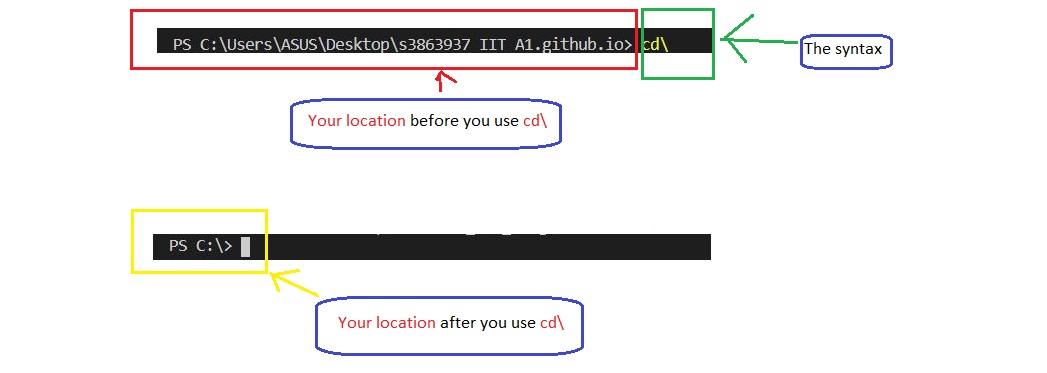 PS C:\Users\ASUS\Desktop\s3863937 IIT A1.github.io> cd\
The syntax
Your location before you use cd\
PS C:\>
Your location after you use cd\